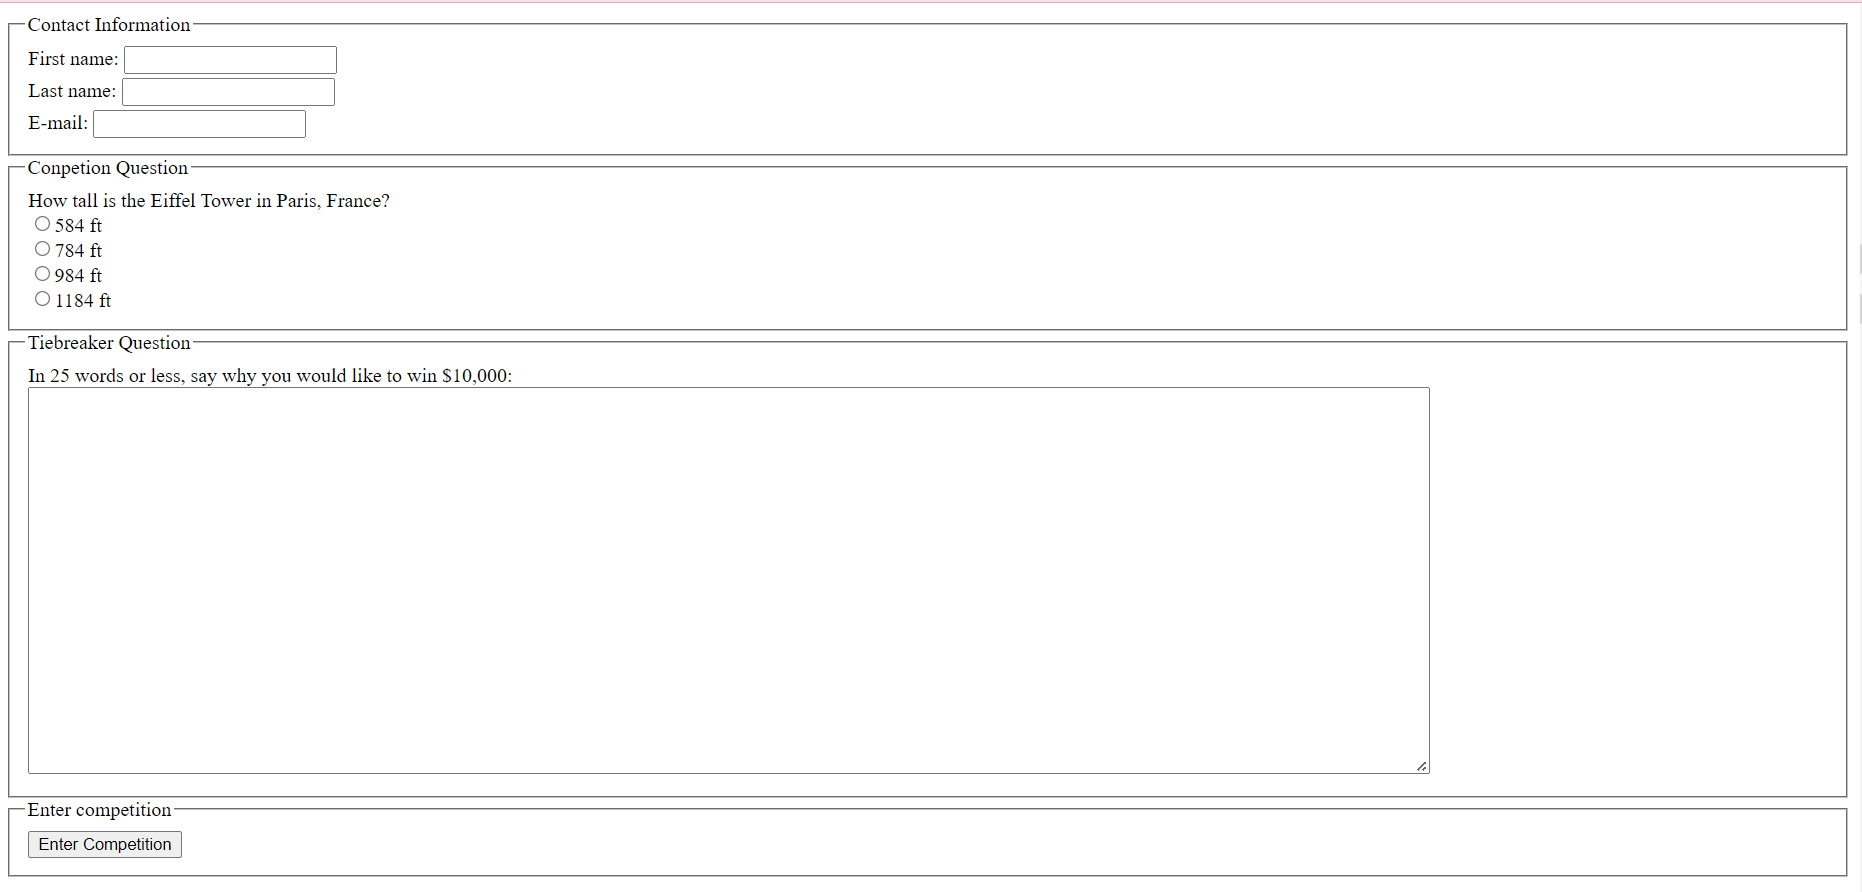 Contact Information
First name:
Last name:
E-mail:
Conpetion Question
How tall is the Eiffel Tower in Paris, France?
584 ft
784 ft
984 ft
1184 ft
Tiebreaker Question
In 25 words or less, say why you would like to win $10,000:
Enter competition
Enter Competition